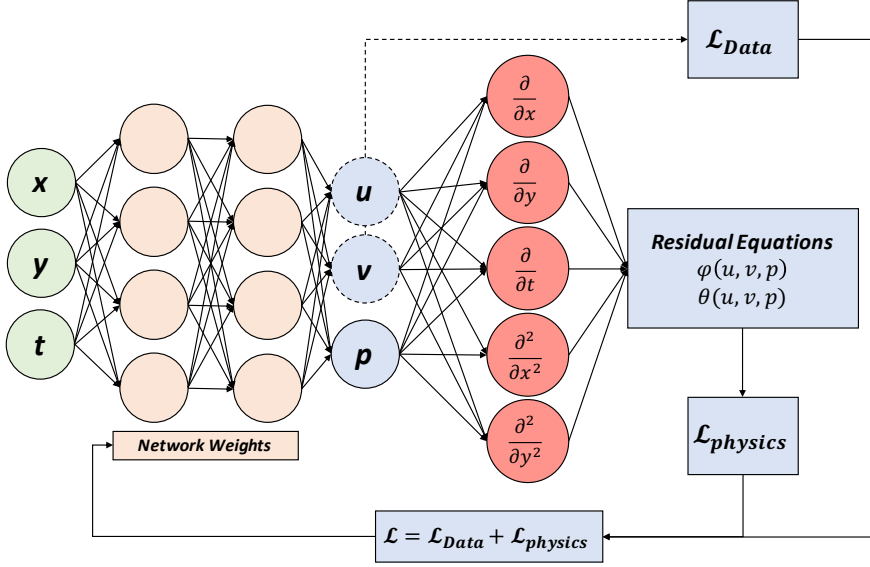 x
y
t
u
v
p
∂/∂x
∂/∂y
∂/∂t
∂²/∂x²
∂²/∂y²
Network Weights
Residual Equations
φ(u, v, p)
θ(u, v, p)
ℒ_Data
ℒ_physics
ℒ = ℒ_Data + ℒ_physics